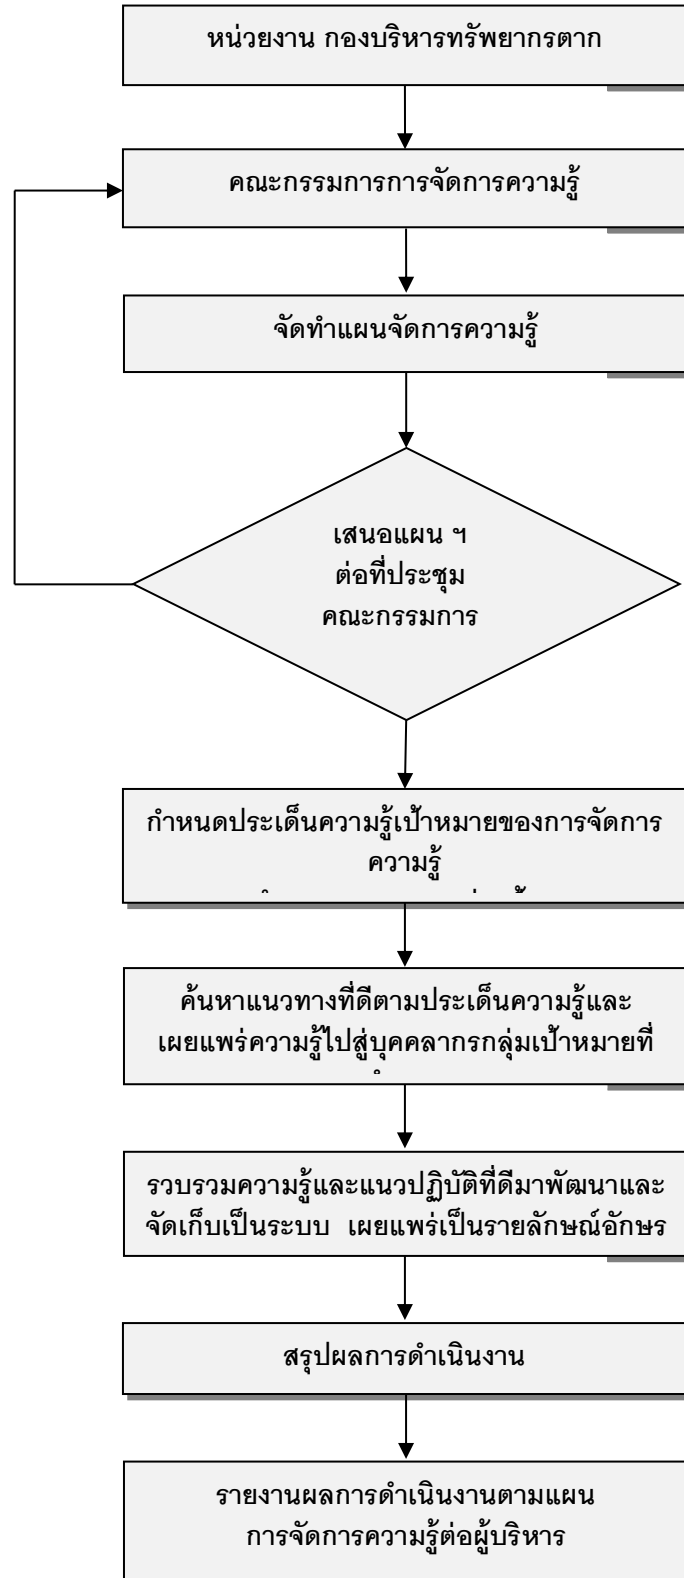 หน่วยงาน กองบริหารทรัพยากรตาก
คณะกรรมการการจัดการความรู้
จัดทำแผนจัดการความรู้
เสนอแผน ฯ
ต่อที่ประชุม
คณะกรรมการ
กำหนดประเด็นความรู้เป้าหมายของการจัดการ
ความรู้
ค้นหาแนวทางที่ดีตามประเด็นความรู้และ
เผยแพร่ความรู้ไปสู่บุคคลากรกลุ่มเป้าหมายที่
รวบรวมความรู้และแนวปฏิบัติที่ดีมาพัฒนาและ
จัดเก็บเป็นระบบ เผยแพร่เป็นรายลักษณ์อักษร
สรุปผลการดำเนินงาน
รายงานผลการดำเนินงานตามแผน
การจัดการความรู้ต่อผู้บริหาร